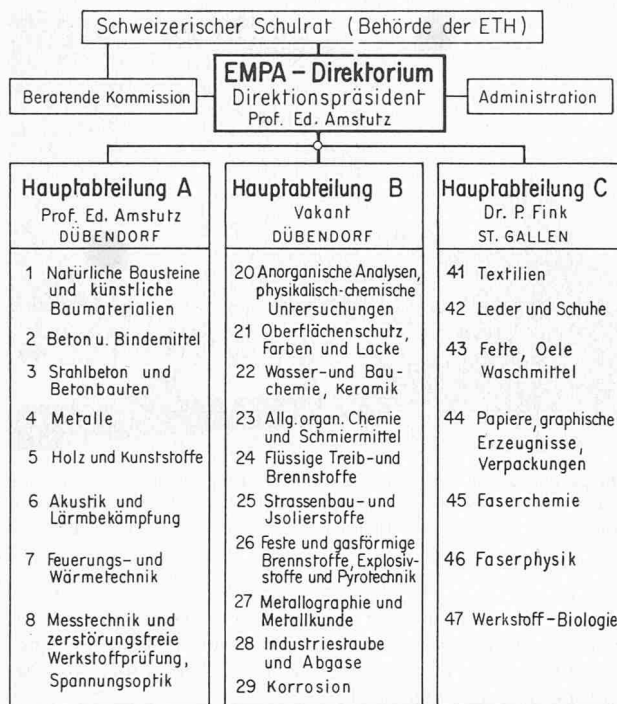 Schweizerischer Schulrat (Behörde der ETH)
EMPA – Direktorium
Direktionspräsident
Prof. Ed. Amstutz
Beratende Kommission
Administration
Hauptabteilung A
Prof. Ed. Amstutz
DÜBENDORF
1 Natürliche Bausteine
und künstliche
Baumaterialien
2 Beton u. Bindemittel
3 Stahlbeton und
Betonbauten
4 Metalle
5 Holz und Kunststoffe
6 Akustik und
Lärmbekämpfung
7 Feuerungs- und
Wärmetechnik
8 Messtechnik und
zerstörungsfreie
Werkstoffprüfung,
Spannungsoptik
Hauptabteilung B
Vakant
DÜBENDORF
20 Anorganische Analysen,
physikalisch-chemische
Untersuchungen
21 Oberflächenschutz,
Farben und Lacke
22 Wasser- und Bau-
chemie, Keramik
23 Allg. organ. Chemie
und Schmiermittel
24 Flüssige Treib- und
Brennstoffe
25 Strassenbau- und
Jsolierstoffe
26 Feste und gasförmige
Brennstoffe, Explosiv-
stoffe und Pyrotechnik
27 Metallographie und
Metallkunde
28 Industriestaube
und Abgase
29 Korrosion
Hauptabteilung C
Dr. P. Fink
ST. GALLEN
41 Textilien
42 Leder und Schuhe
43 Fette, Oele
Waschmittel
44 Papiere, graphische
Erzeugnisse,
Verpackungen
45 Faserchemie
46 Faserphysik
47 Werkstoff-Biologie